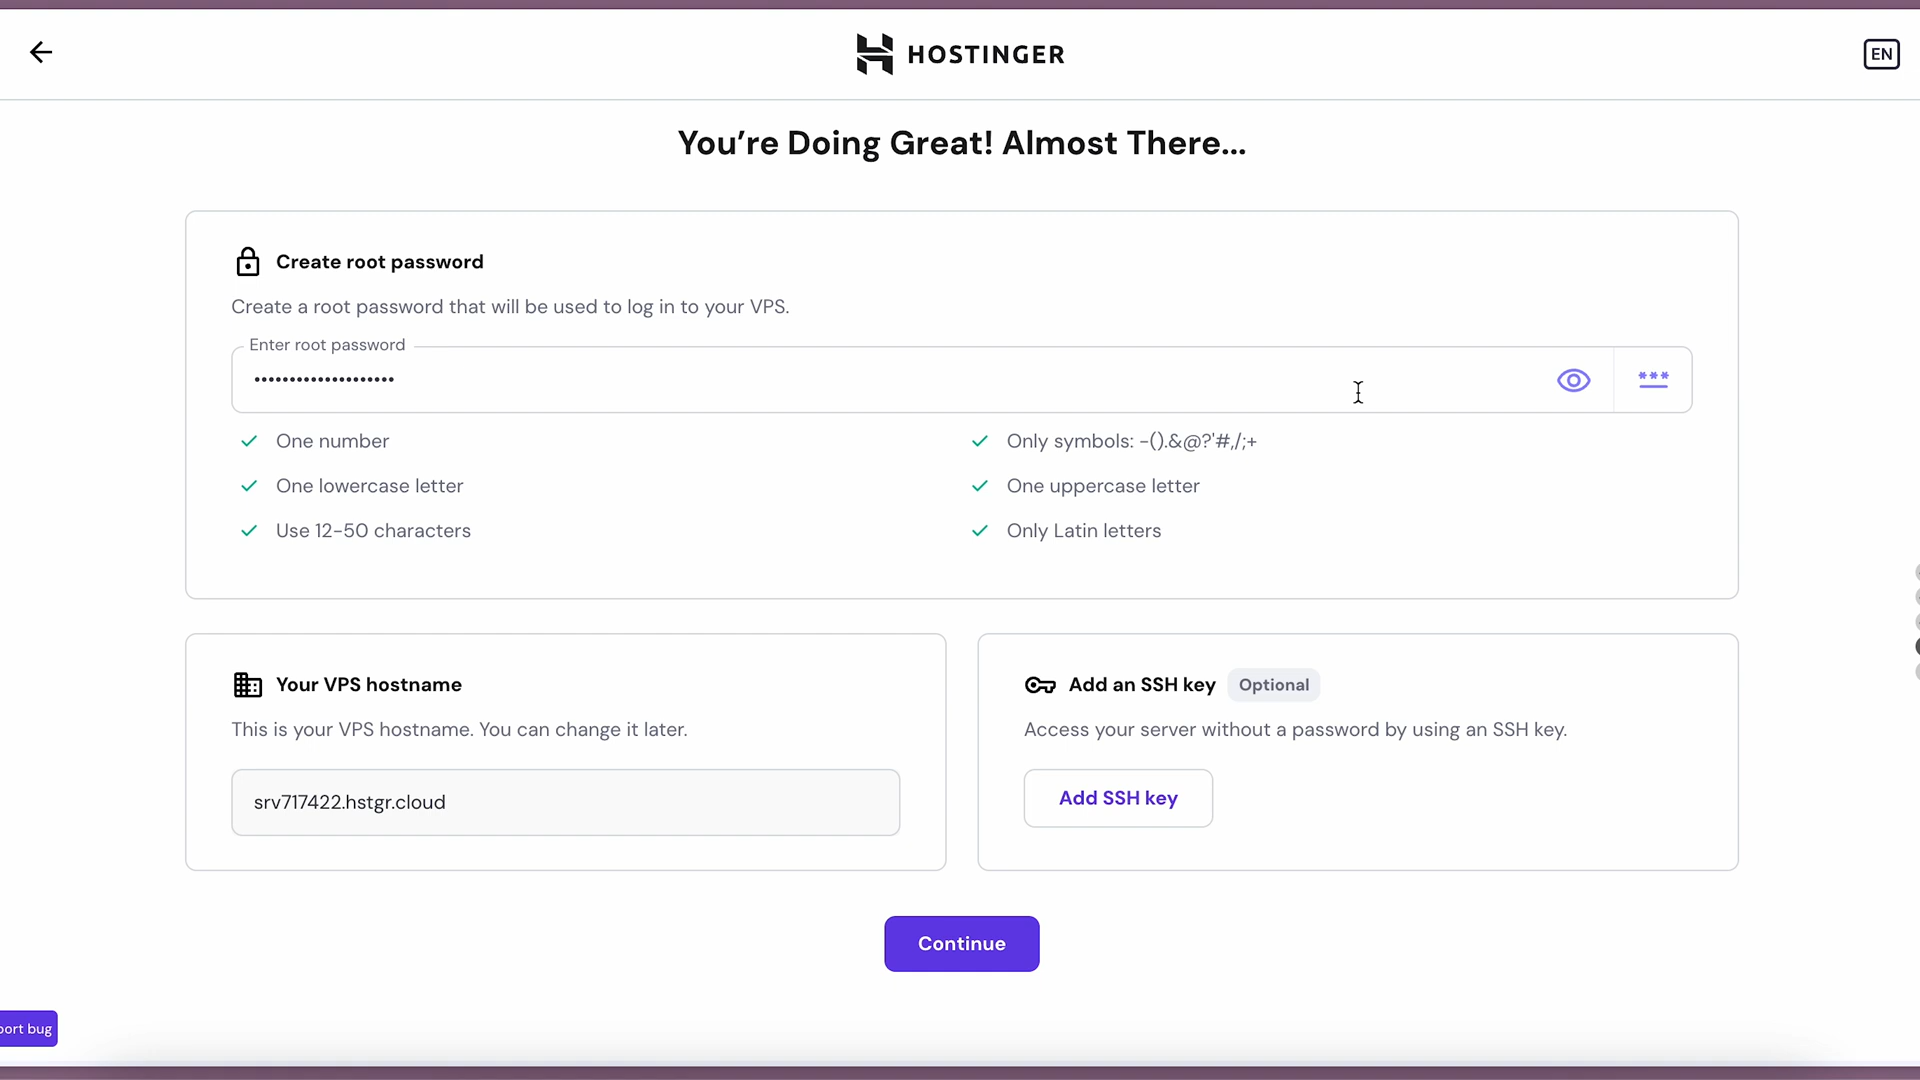 HOSTINGER
EN
You're Doing Great! Almost There...
Create root password
Create a root password that will be used to log in to your VPS.
Enter root password
••••••••••••••••••••
***
One number
Only symbols: -().&@?'#,/;+
One lowercase letter
One uppercase letter
Use 12-50 characters
Only Latin letters
Your VPS hostname
This is your VPS hostname. You can change it later.
srv717422.hstgr.cloud
Add an SSH key
Optional
Access your server without a password by using an SSH key.
Add SSH key
Continue
port bug